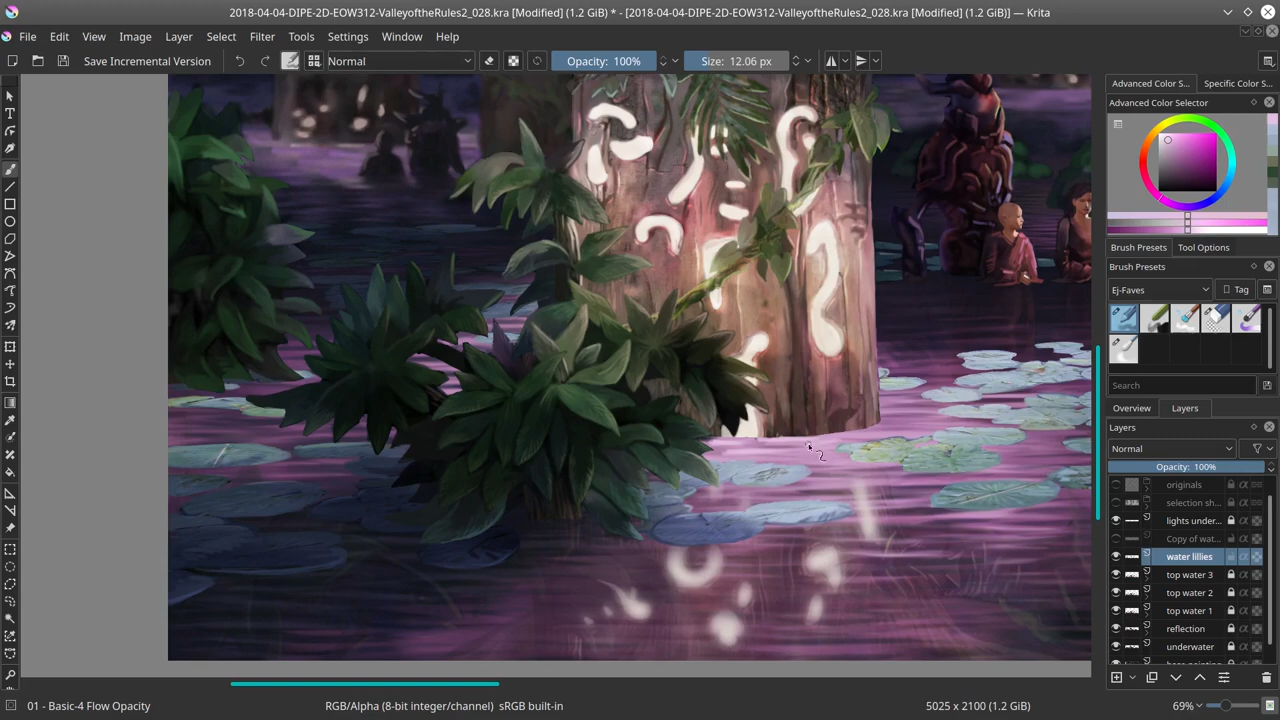 2018-04-04-DIPE-2D-EOW312-ValleyoftheRules2_028.kra [Modified] (1.2 GiB) * - [2018-04-04-DIPE-2D-EOW312-ValleyoftheRules2_028.kra [Modified] (1.2 GiB)] — Krita
File Edit View Image Layer Select Filter Tools Settings Window Help
Save Incremental Version Normal Opacity: 100% Size: 12.06 px
Advanced Color S... Specific Color S...
Advanced Color Selector
Brush Presets Tool Options
Brush Presets
Ej-Faves Tag
Search
Overview Layers
Layers
Normal
Opacity: 100%
originals
selection sh...
lights under...
Copy of wat...
water lillies
top water 3
top water 2
top water 1
reflection
underwater
01 - Basic-4 Flow Opacity RGB/Alpha (8-bit integer/channel) sRGB built-in 5025 x 2100 (1.2 GiB) 69%